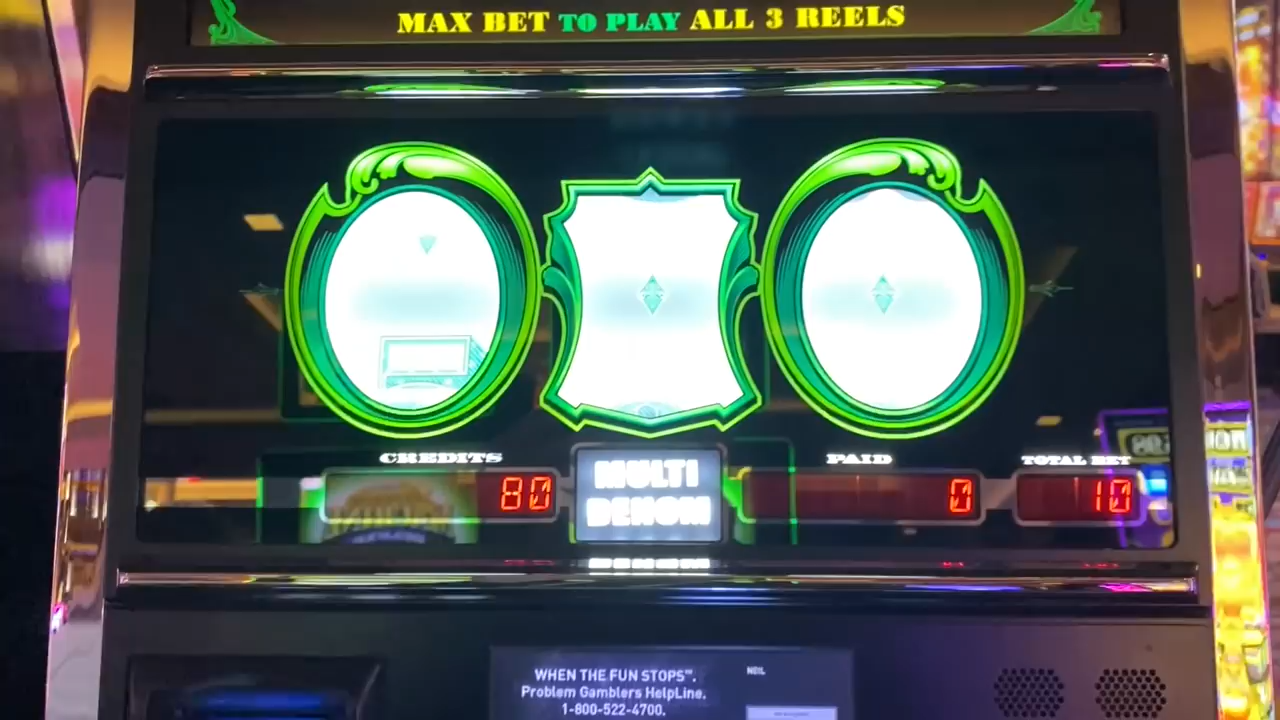 MAX BET TO PLAY ALL 3 REELS
CREDITS
PAID
TOTAL BET
80
MULTI
DENOM
0
10
WHEN THE FUN STOPS™.
Problem Gamblers HelpLine.
1-800-522-4700.
NEIL